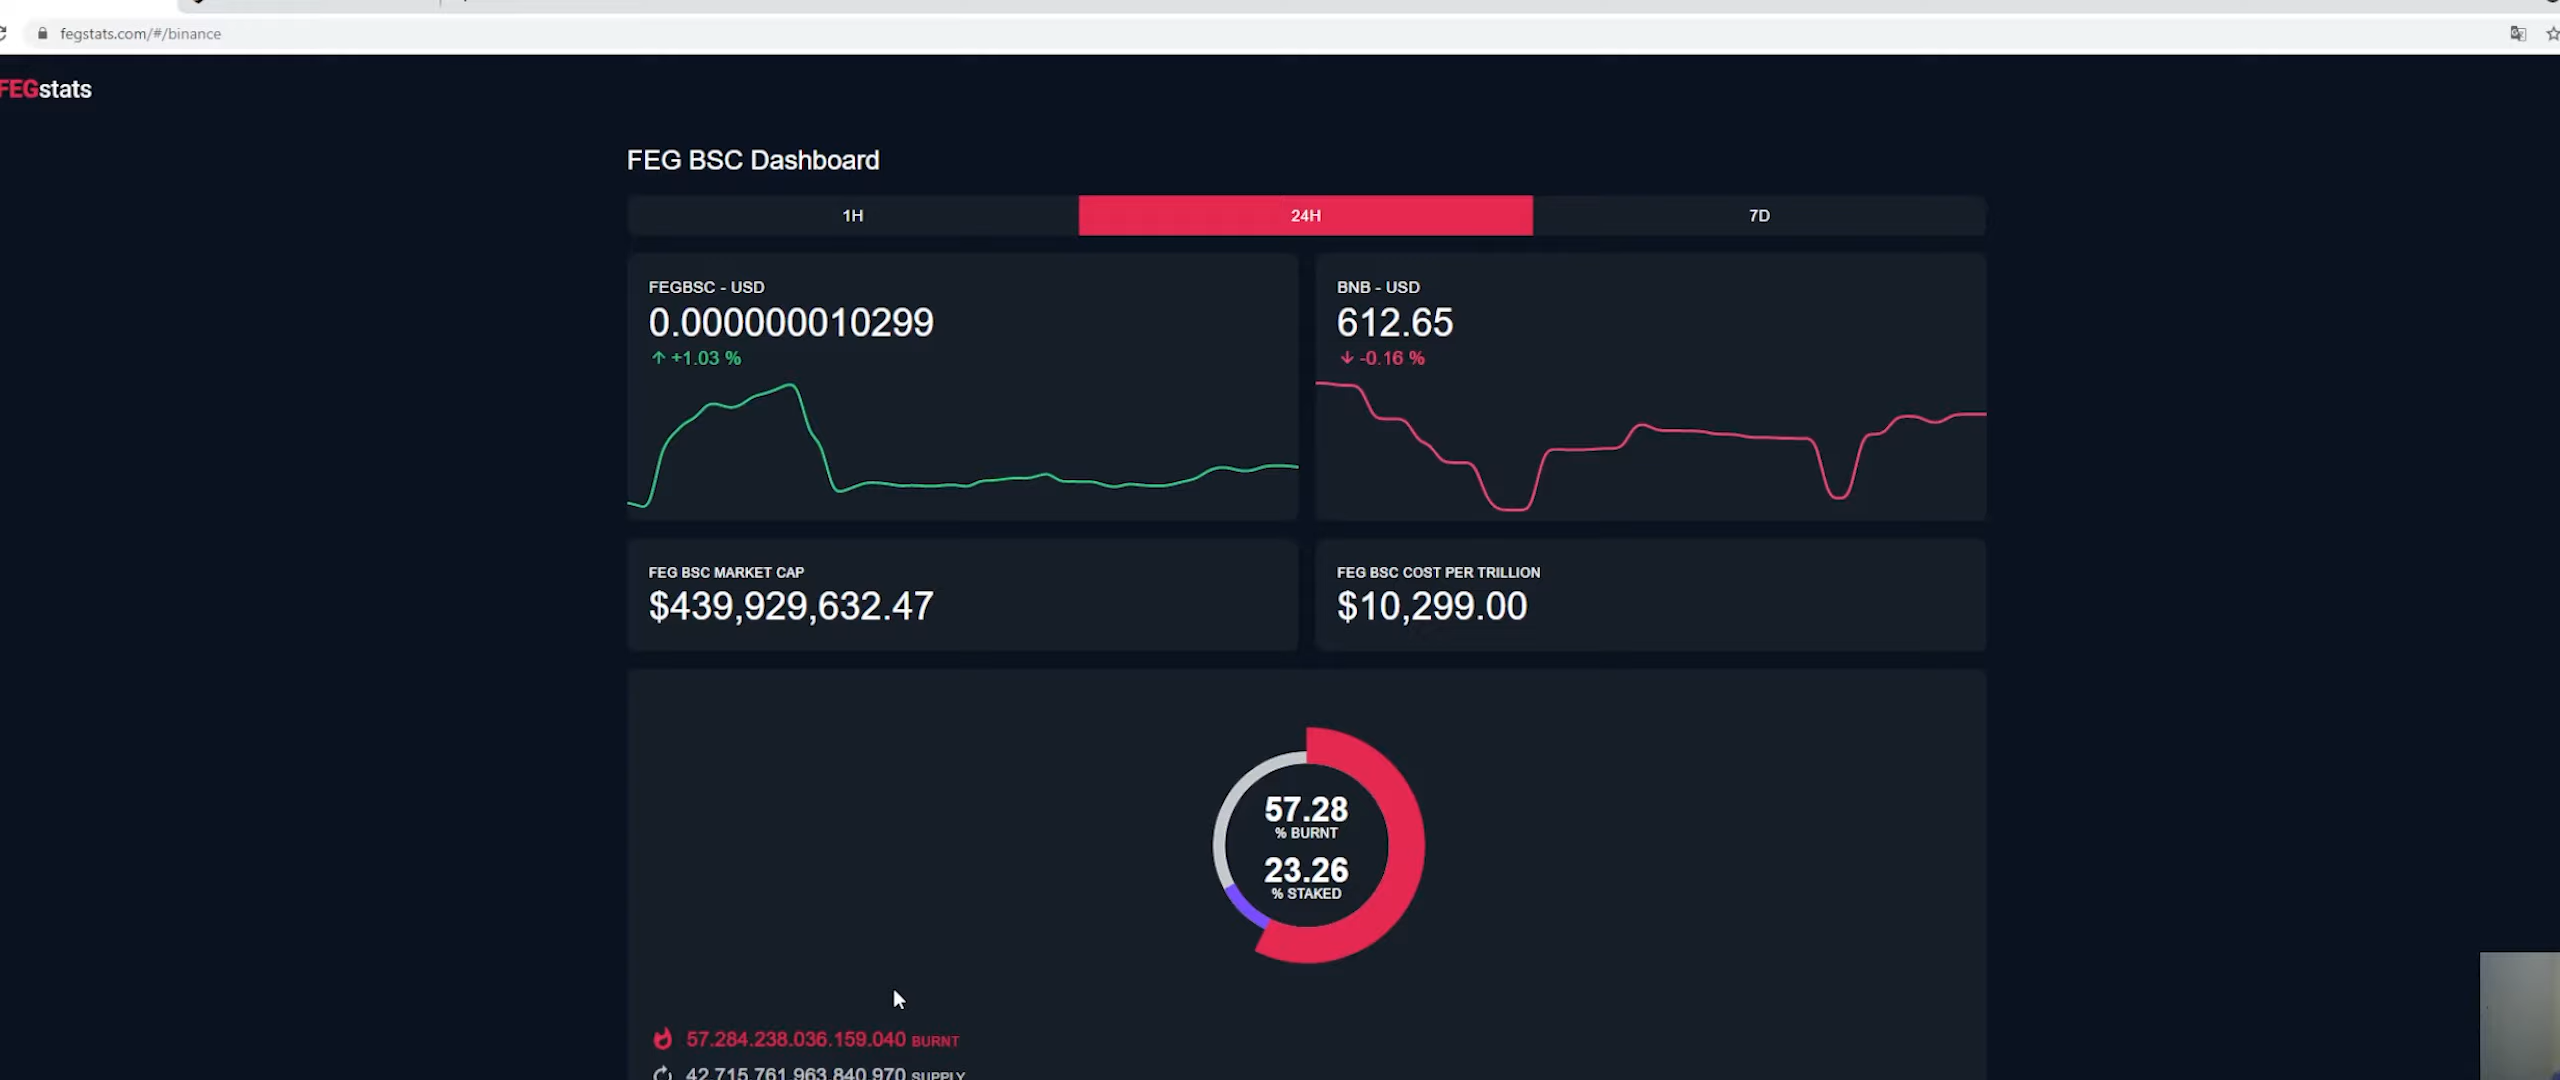 fegstats.com/#/binance
FEGstats
FEG BSC Dashboard
1H 24H 7D
FEGBSC - USD
0.000000010299
↑ +1.03 %
BNB - USD
612.65
↓ -0.16 %
FEG BSC MARKET CAP
$439,929,632.47
FEG BSC COST PER TRILLION
$10,299.00
57.28
% BURNT
23.26
% STAKED
57.284.238.036.159.040 BURNT
42.715.761.963.840.970 SUPPLY